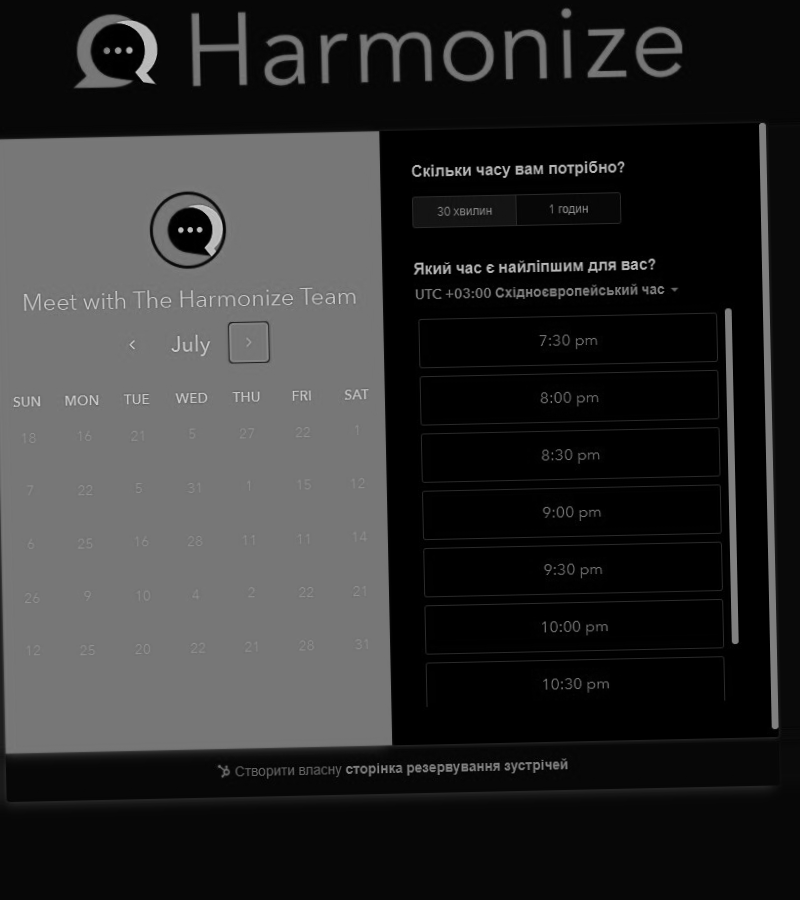 Harmonize
Meet with The Harmonize Team
July
SUN MON TUE WED THU FRI SAT
18 16 21 5 27 22 1
7 22 5 31 1 15 12
6 25 16 28 11 11 14
26 9 10 4 2 22 21
12 25 20 22 21 28 31
Скільки часу вам потрібно?
30 хвилин 1 годин
Який час є найліпшим для вас?
UTC +03:00 Східноєвропейський час
7:30 pm
8:00 pm
8:30 pm
9:00 pm
9:30 pm
10:00 pm
10:30 pm
Створити власну сторінка резервування зустрічей